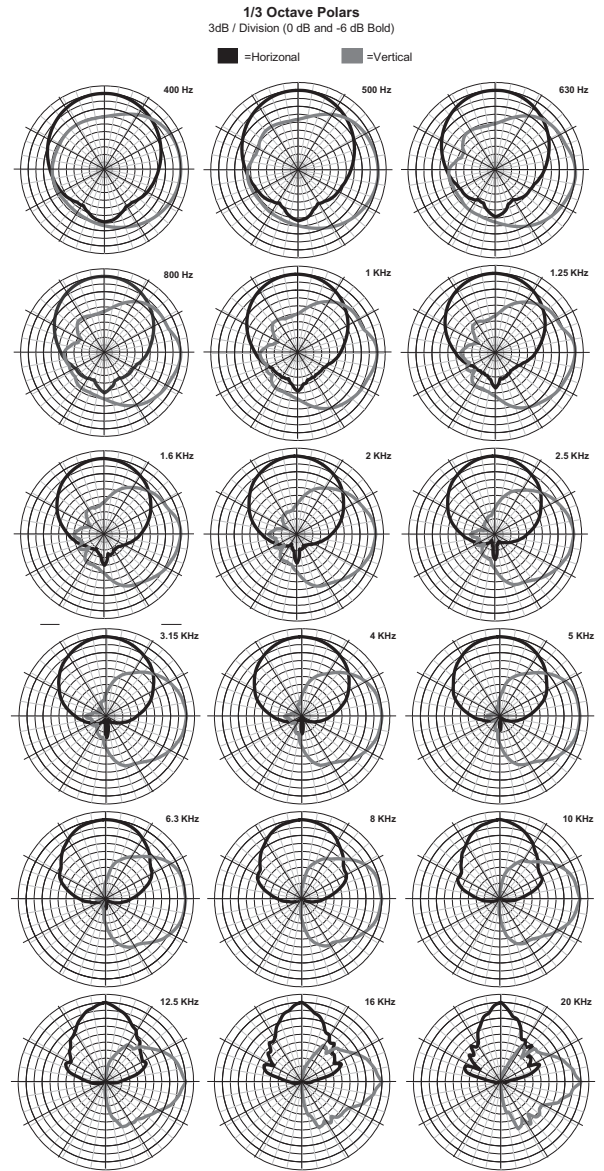 1/3 Octave Polars
3dB / Division (0 dB and -6 dB Bold)
=Horizonal =Vertical
400 Hz 500 Hz 630 Hz
800 Hz 1 KHz 1.25 KHz
1.6 KHz 2 KHz 2.5 KHz
3.15 KHz 4 KHz 5 KHz
6.3 KHz 8 KHz 10 KHz
12.5 KHz 16 KHz 20 KHz